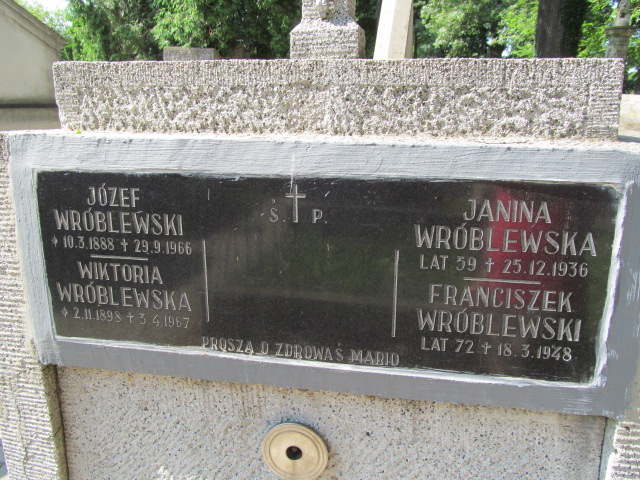 JÓZEF
WRÓBLEWSKI
* 10.3.1888 ✝ 29.9.1966
WIKTORIA
WRÓBLEWSKA
* 2.11.1898 ✝ 3.4.1967
Ś. ✝ P.
JANINA
WRÓBLEWSKA
LAT 59 ✝ 25.12.1936
FRANCISZEK
WRÓBLEWSKI
LAT 72 ✝ 18.3.1948
PROSZĄ O ZDROWAŚ MARIO